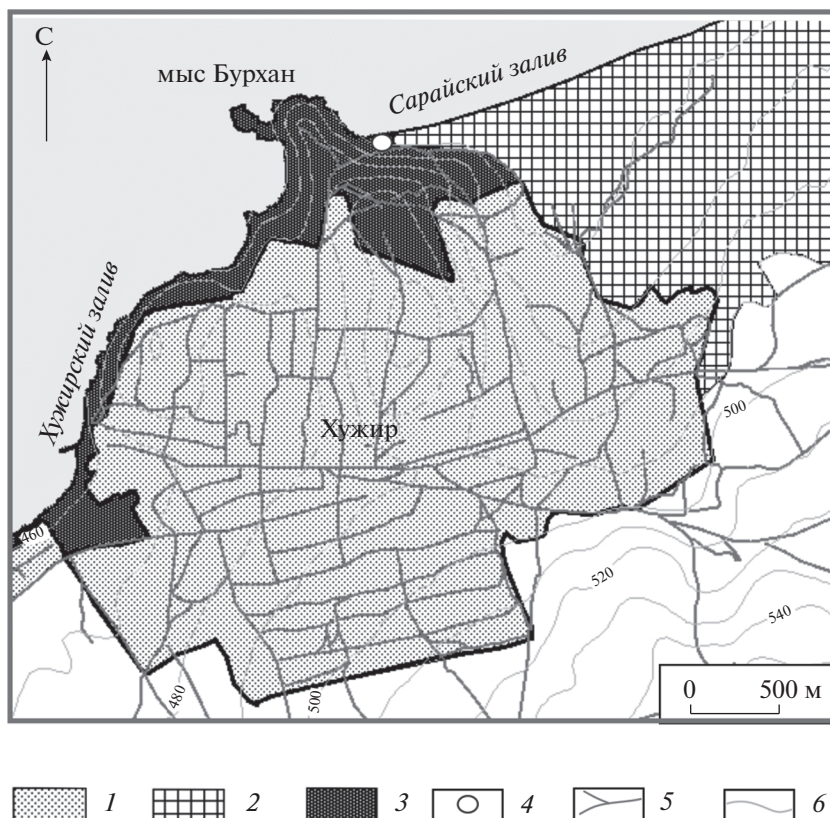 С
мыс Бурхан
Сарайский залив
Хужирский залив
Хужир
500
460
520
540
480
500
0 500 м
1 2 3 4 5 6